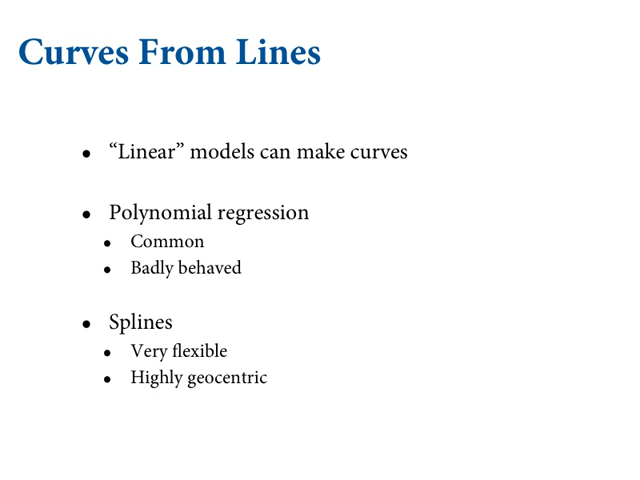 Curves From Lines
• “Linear” models can make curves
• Polynomial regression
• Common
• Badly behaved
• Splines
• Very flexible
• Highly geocentric